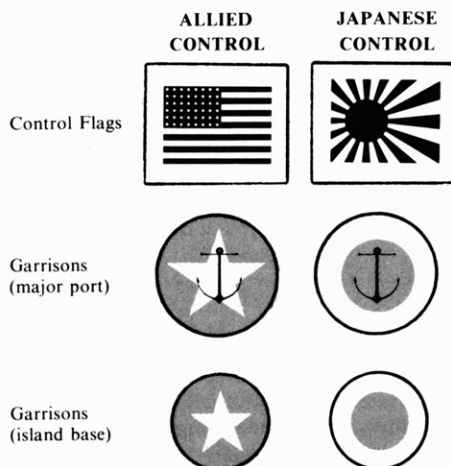 ALLIED CONTROL
JAPANESE CONTROL
Control Flags
Garrisons
(major port)
Garrisons
(island base)